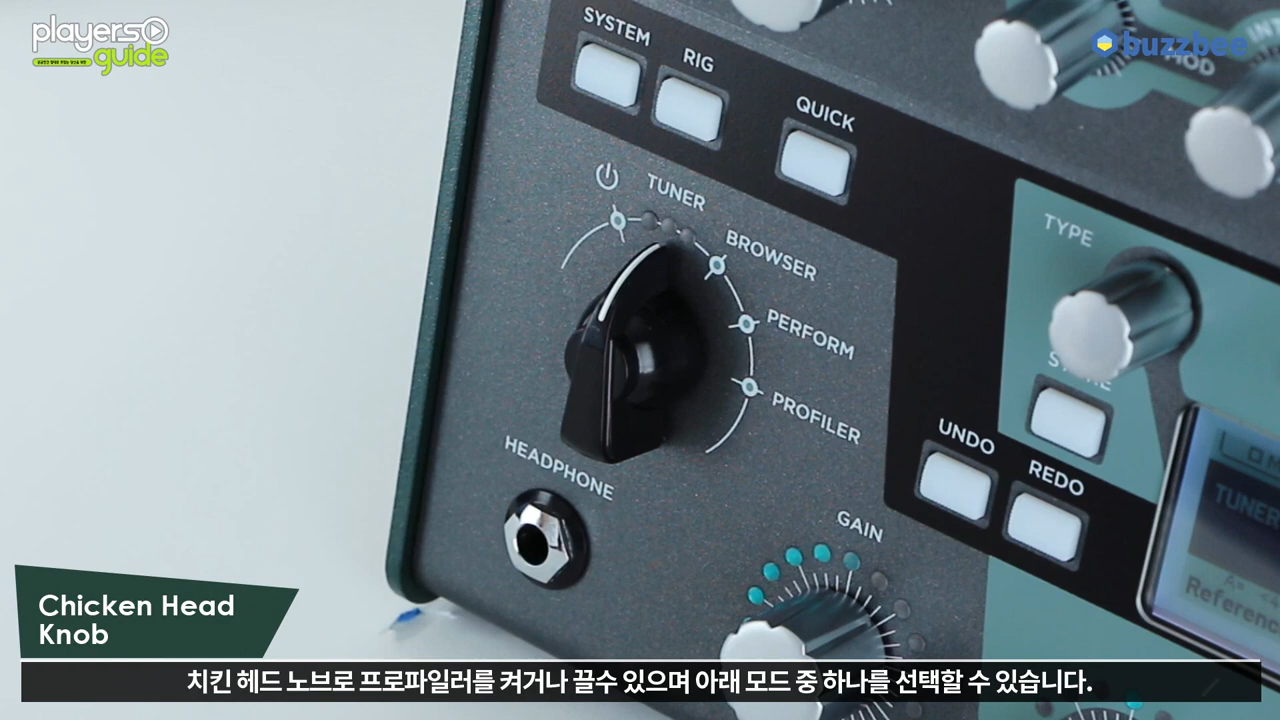 players
guide
buzzbee
SYSTEM
RIG
QUICK
MOD
TUNER
BROWSER
PERFORM
PROFILER
TYPE
HEADPHONE
UNDO
REDO
GAIN
TUNER
Chicken Head
Knob
치킨 헤드 노브로 프로파일러를 켜거나 끌수 있으며 아래 모드 중 하나를 선택할 수 있습니다.